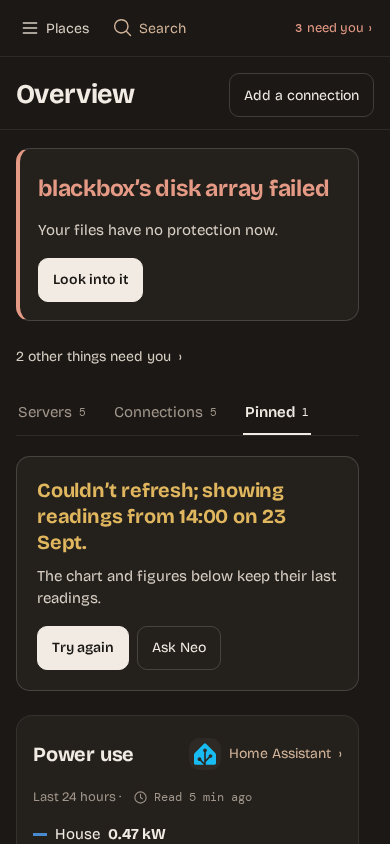 Places
Search
3 need you ›
Overview
Add a connection
blackbox’s disk array failed
Your files have no protection now.
Look into it
2 other things need you ›
Servers 5
Connections 5
Pinned 1
Couldn’t refresh; showing
readings from 14:00 on 23
Sept.
The chart and figures below keep their last
readings.
Try again
Ask Neo
Power use
Home Assistant ›
Last 24 hours ·
Read 5 min ago
House 0.47 kW